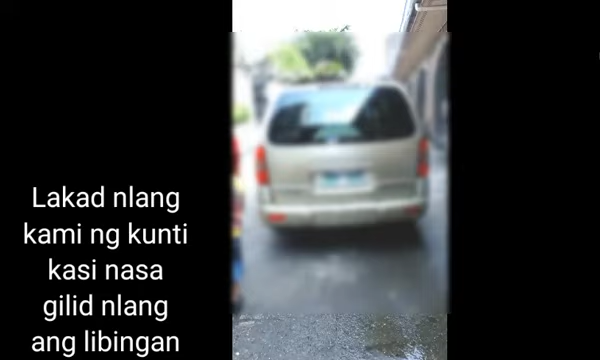 Lakad nlang
kami ng kunti
kasi nasa
gilid nlang
ang libingan